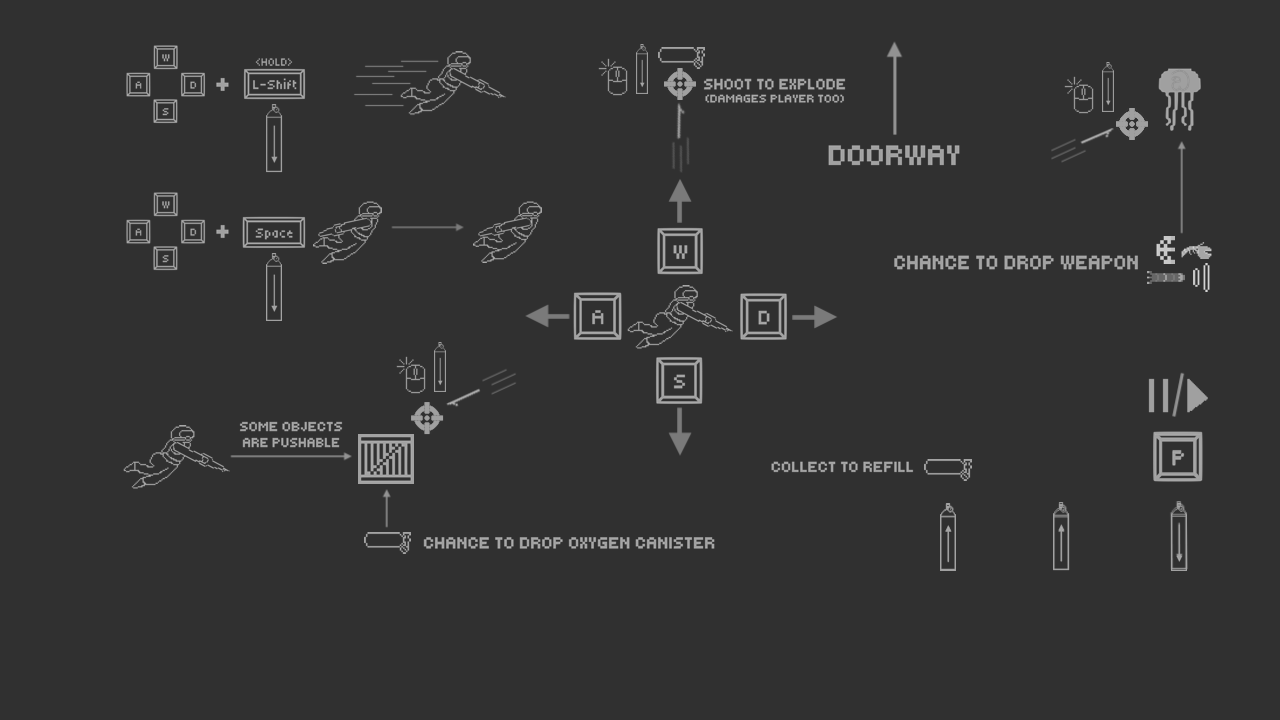 W
A D
S
+
<HOLD>
L-Shift
SHOOT TO EXPLODE
(DAMAGES PLAYER TOO)
DOORWAY
W
A D
S
+
Space
W
A D
S
CHANCE TO DROP WEAPON
SOME OBJECTS
ARE PUSHABLE
CHANCE TO DROP OXYGEN CANISTER
COLLECT TO REFILL
P